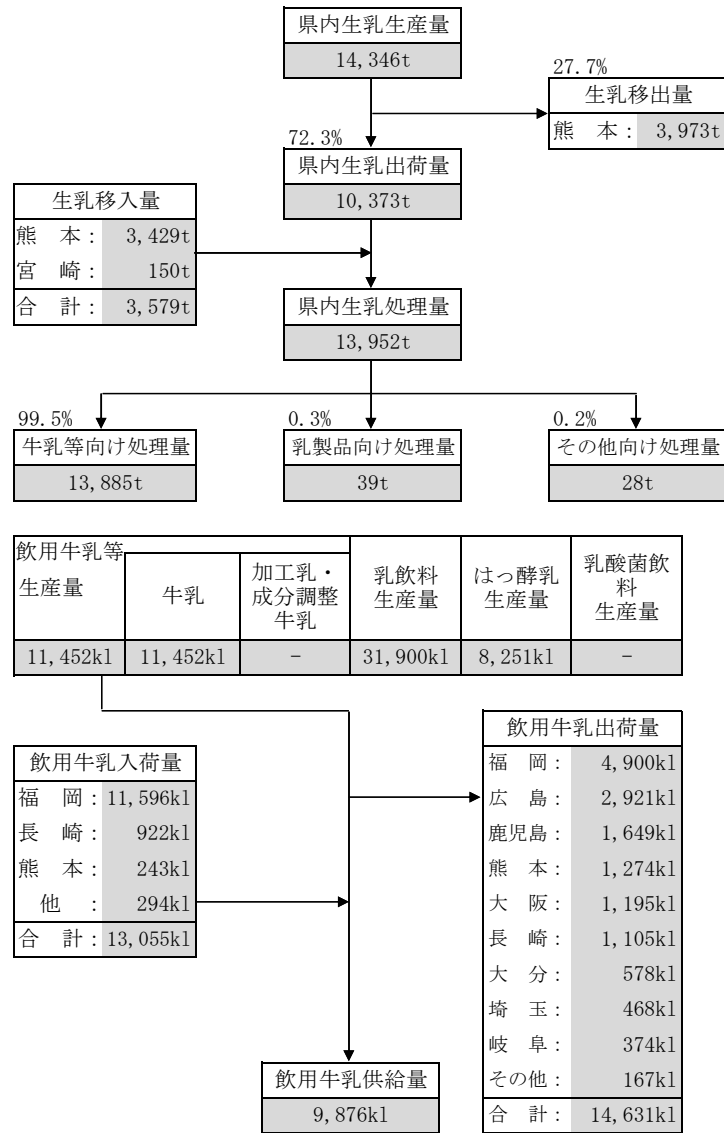 県内生乳生産量
14,346t
27.7%
生乳移出量
熊　本： 3,973t
72.3%
県内生乳出荷量
10,373t
生乳移入量
熊　本： 3,429t
宮　崎： 150t
合　計： 3,579t
県内生乳処理量
13,952t
99.5%
牛乳等向け処理量
13,885t
0.3%
乳製品向け処理量
39t
0.2%
その他向け処理量
28t
飲用牛乳等
生産量
牛乳
加工乳・
成分調整
牛乳
乳飲料
生産量
はっ酵乳
生産量
乳酸菌飲
料
生産量
11,452kl 11,452kl － 31,900kl 8,251kl －
飲用牛乳入荷量
福　岡： 11,596kl
長　崎： 922kl
熊　本： 243kl
他　： 294kl
合　計： 13,055kl
飲用牛乳出荷量
福　岡： 4,900kl
広　島： 2,921kl
鹿児島： 1,649kl
熊　本： 1,274kl
大　阪： 1,195kl
長　崎： 1,105kl
大　分： 578kl
埼　玉： 468kl
岐　阜： 374kl
その他： 167kl
合　計： 14,631kl
飲用牛乳供給量
9,876kl